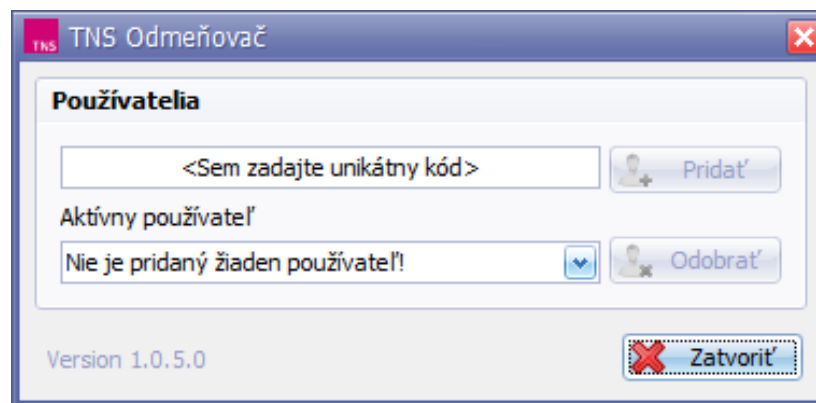 TNS TNS Odmeňovač
Používatelia
<Sem zadajte unikátny kód> Pridať
Aktívny používateľ
Nie je pridaný žiaden používateľ! Odobrať
Version 1.0.5.0 Zatvoriť